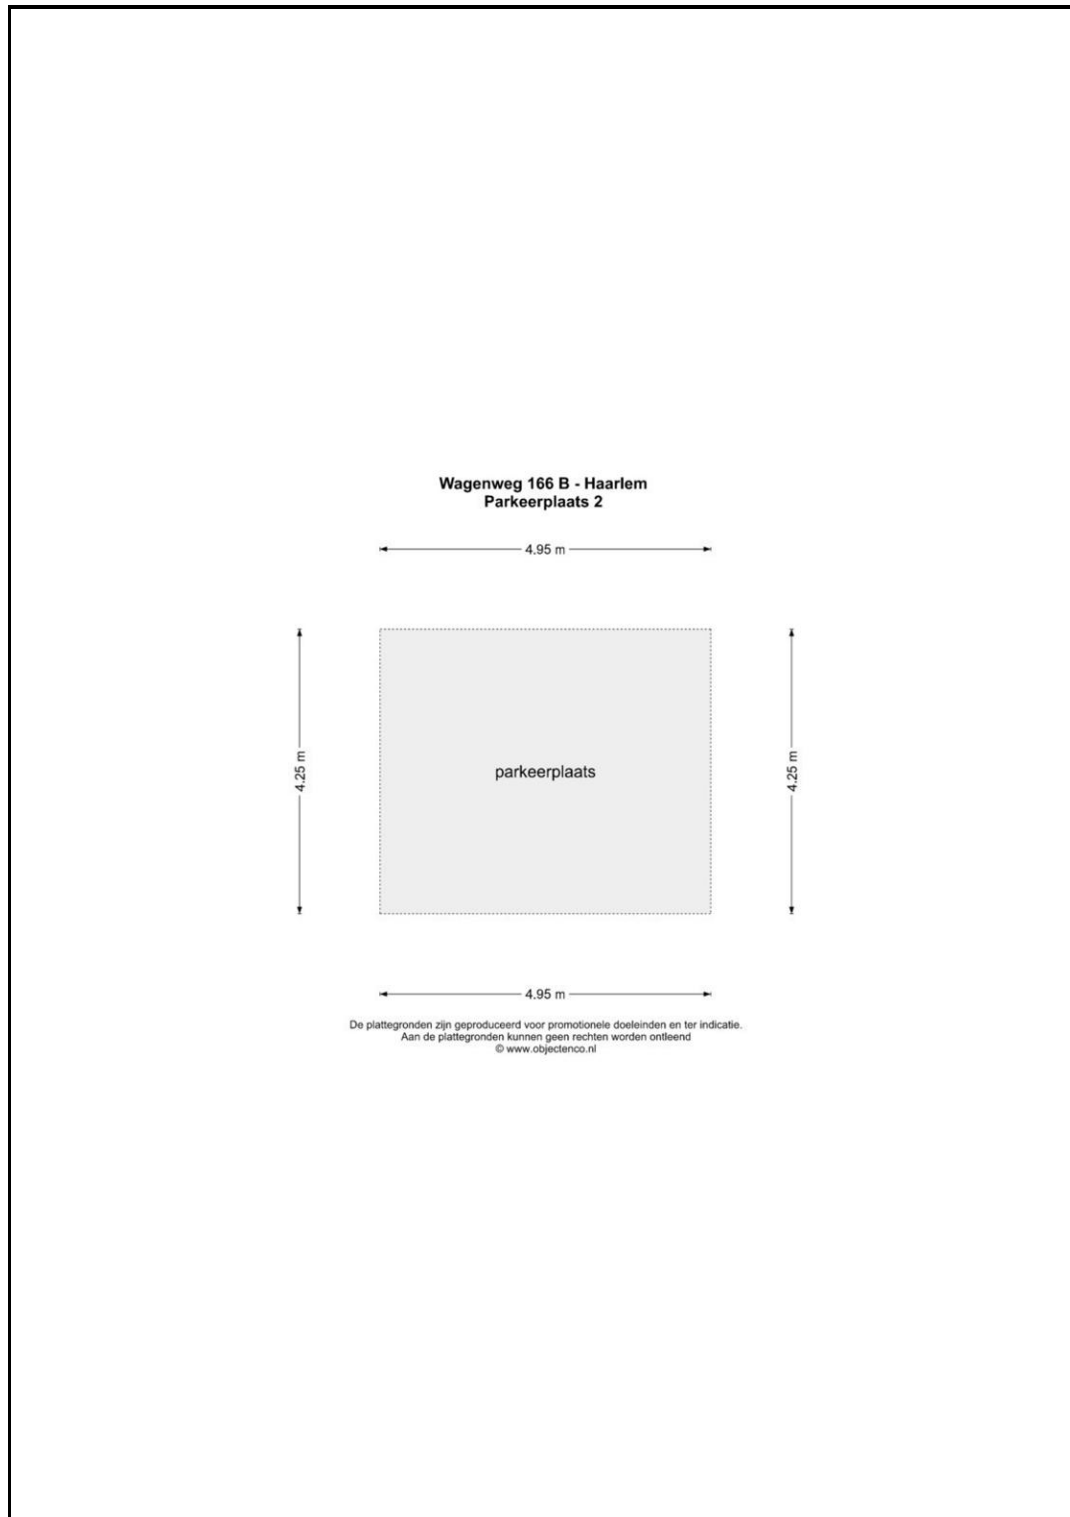 Wagenweg 166 B - Haarlem
Parkeerplaats 2
4.95 m
4.25 m
parkeerplaats
4.25 m
4.95 m
De plattegronden zijn geproduceerd voor promotionele doeleinden en ter indicatie.
Aan de plattegronden kunnen geen rechten worden ontleend
© www.objectenco.nl